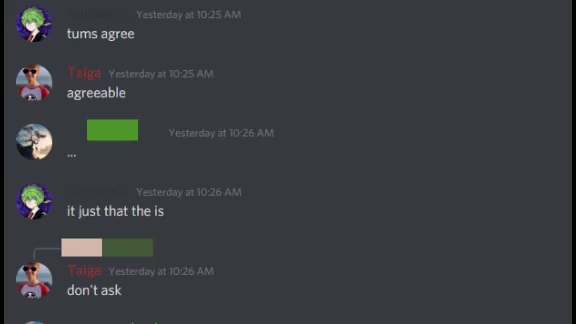 Yesterday at 10:25 AM
tums agree
Taiga Yesterday at 10:25 AM
agreeable
Yesterday at 10:26 AM
...
Yesterday at 10:26 AM
it just that the is
Taiga Yesterday at 10:26 AM
don't ask